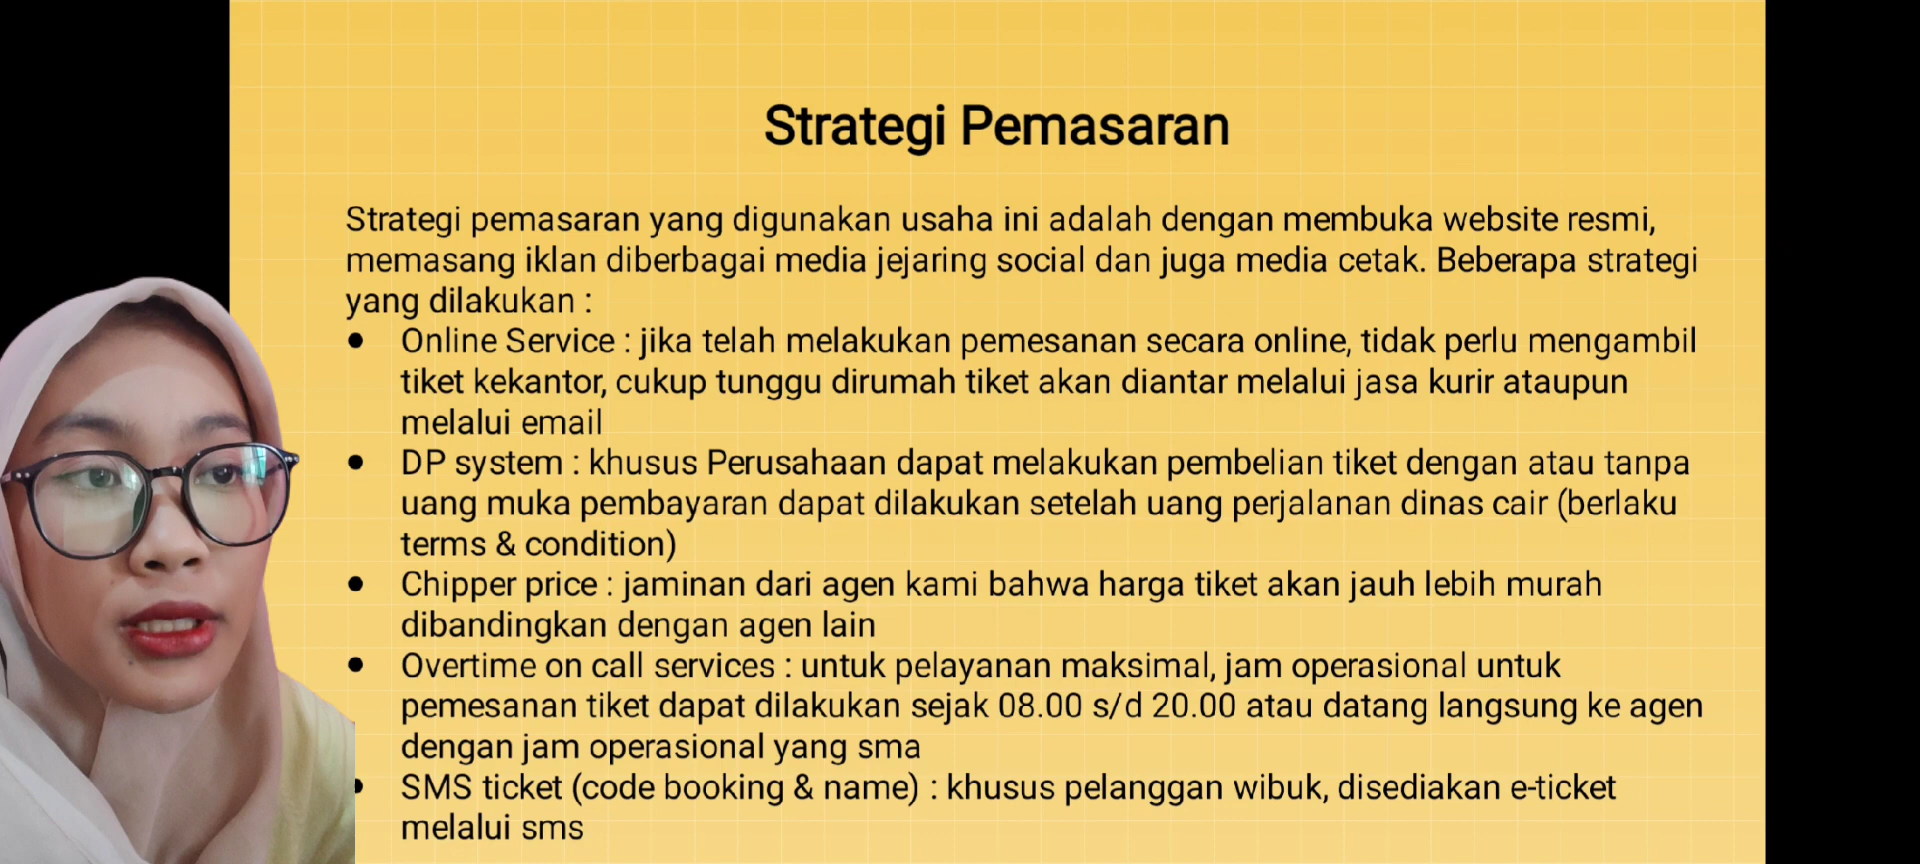 Strategi Pemasaran
Strategi pemasaran yang digunakan usaha ini adalah dengan membuka website resmi,
memasang iklan diberbagai media jejaring social dan juga media cetak. Beberapa strategi
yang dilakukan :
● Online Service : jika telah melakukan pemesanan secara online, tidak perlu mengambil
tiket kekantor, cukup tunggu dirumah tiket akan diantar melalui jasa kurir ataupun
melalui email
● DP system : khusus Perusahaan dapat melakukan pembelian tiket dengan atau tanpa
uang muka pembayaran dapat dilakukan setelah uang perjalanan dinas cair (berlaku
terms & condition)
● Chipper price : jaminan dari agen kami bahwa harga tiket akan jauh lebih murah
dibandingkan dengan agen lain
● Overtime on call services : untuk pelayanan maksimal, jam operasional untuk
pemesanan tiket dapat dilakukan sejak 08.00 s/d 20.00 atau datang langsung ke agen
dengan jam operasional yang sma
● SMS ticket (code booking & name) : khusus pelanggan wibuk, disediakan e-ticket
melalui sms